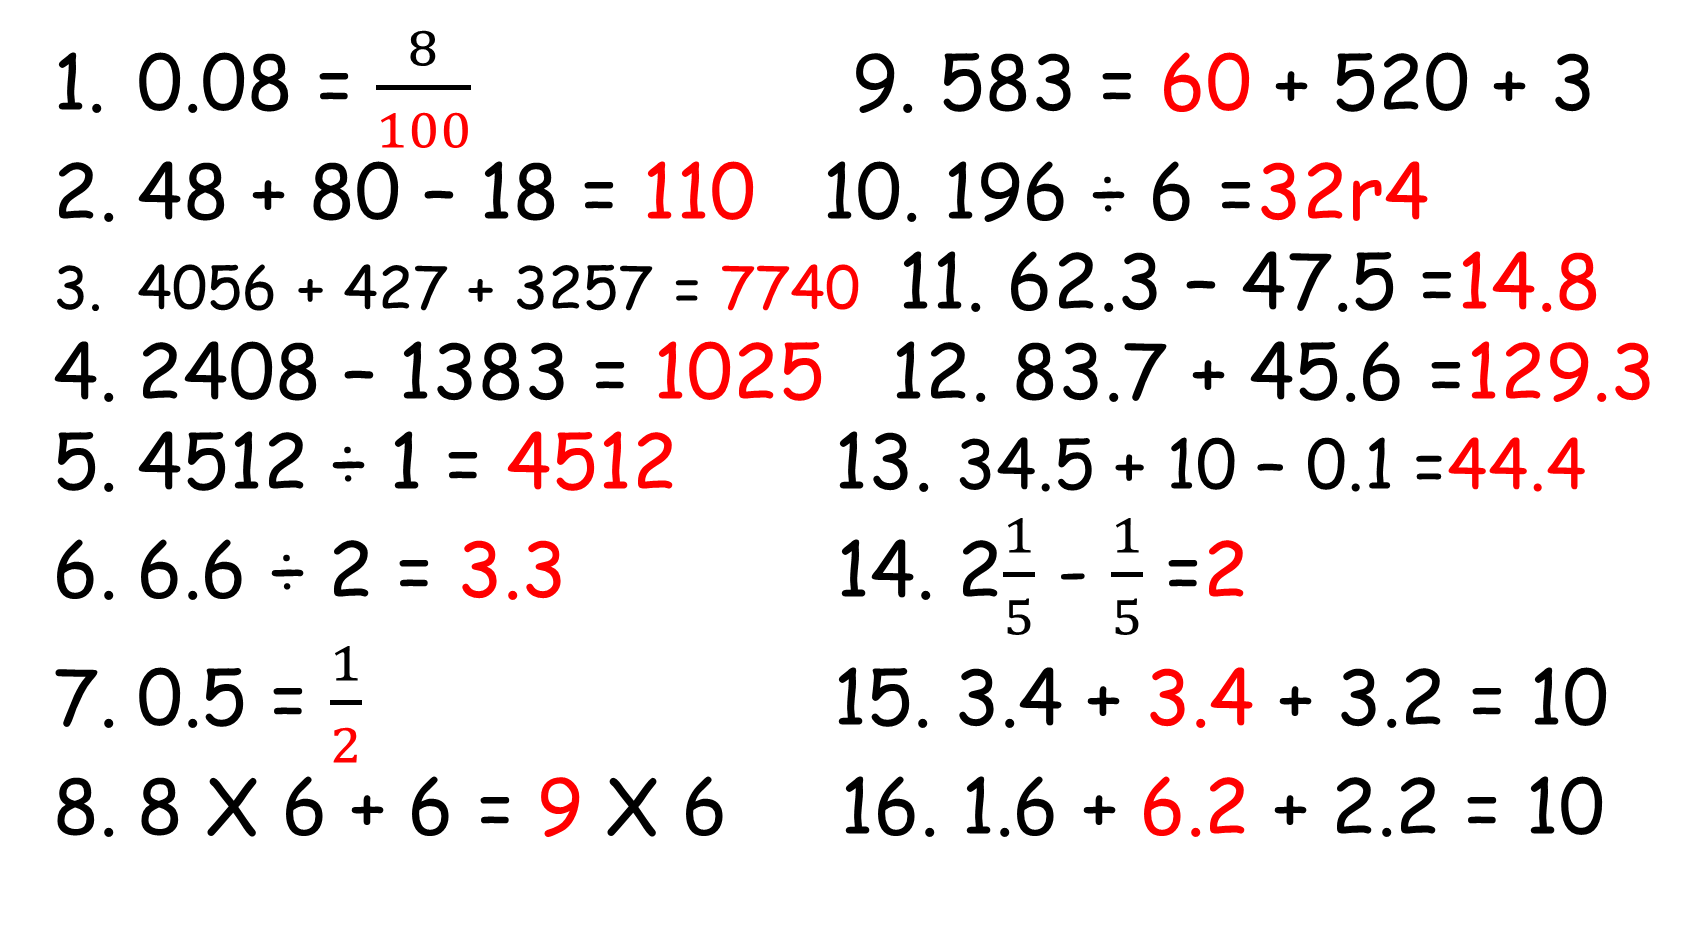 1. 0.08 = 8/100
2. 48 + 80 – 18 = 110
3. 4056 + 427 + 3257 = 7740
4. 2408 – 1383 = 1025
5. 4512 ÷ 1 = 4512
6. 6.6 ÷ 2 = 3.3
7. 0.5 = 1/2
8. 8 X 6 + 6 = 9 X 6
9. 583 = 60 + 520 + 3
10. 196 ÷ 6 =32r4
11. 62.3 – 47.5 =14.8
12. 83.7 + 45.6 =129.3
13. 34.5 + 10 – 0.1 =44.4
14. 2 1/5 - 1/5 =2
15. 3.4 + 3.4 + 3.2 = 10
16. 1.6 + 6.2 + 2.2 = 10